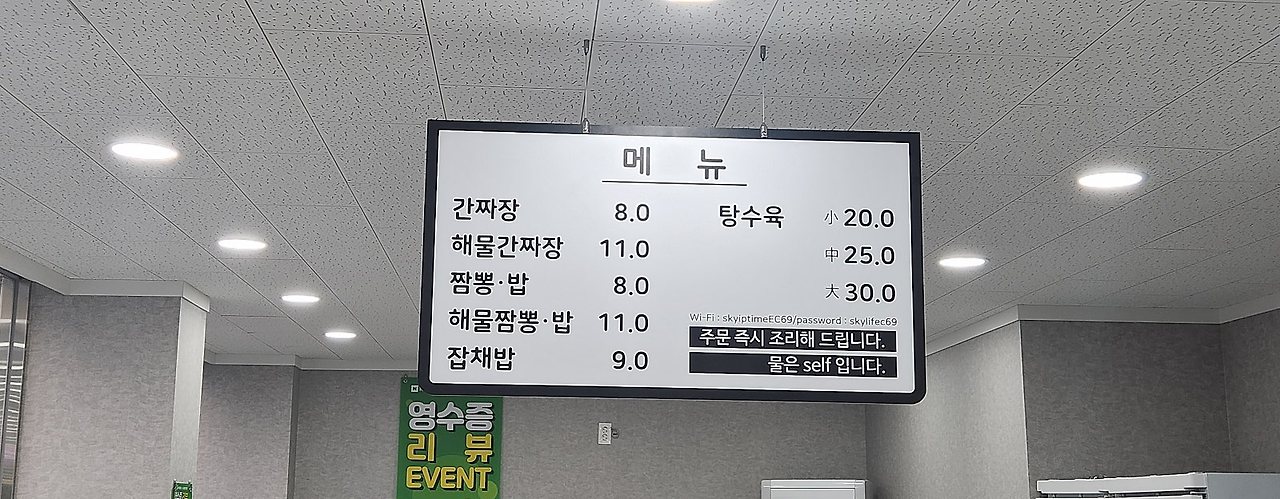 메 뉴
간짜장 8.0
해물간짜장 11.0
짬뽕·밥 8.0
해물짬뽕·밥 11.0
잡채밥 9.0
탕수육 小 20.0
中 25.0
大 30.0
Wi-Fi : skyiptimeEC69/password : skylifec69
주문 즉시 조리해 드립니다.
물은 self 입니다.
영수증
리 뷰
EVENT